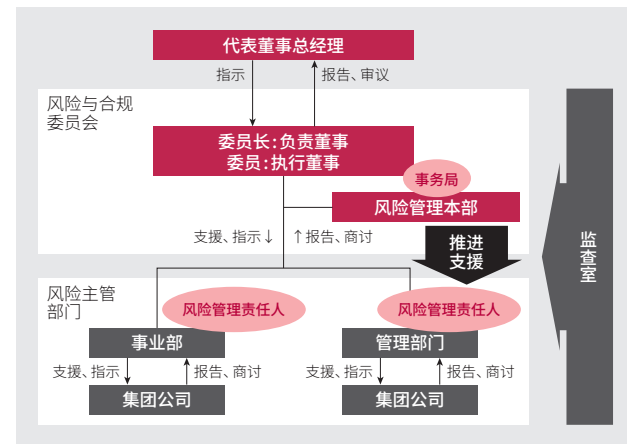 代表董事总经理
指示
报告、审议
风险与合规
委员会
委员长：负责董事
委员：执行董事
事务局
风险管理本部
支援、指示↓
↑报告、商讨
推进
支援
监查室
风险主管
部门
风险管理责任人
风险管理责任人
事业部
管理部门
支援、指示
报告、商讨
支援、指示
报告、商讨
集团公司
集团公司